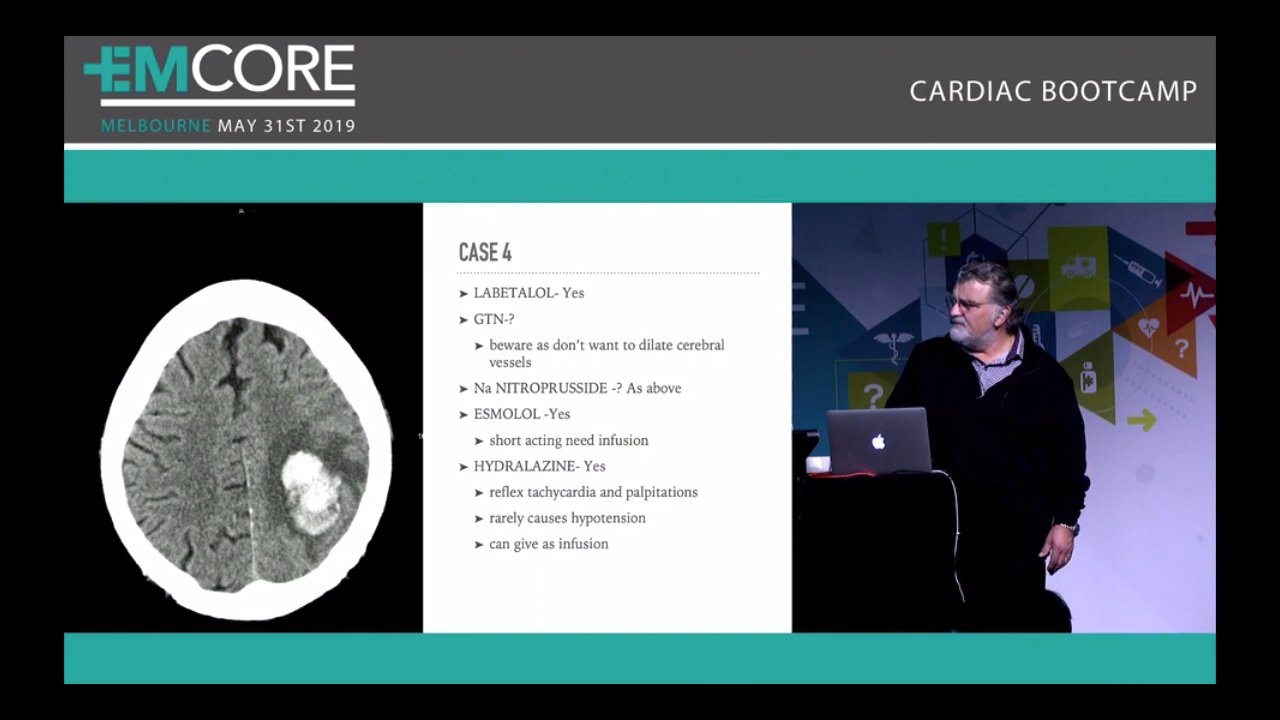 EMCORE
MELBOURNE MAY 31ST 2019
CARDIAC BOOTCAMP
CASE 4
➤ LABETALOL- Yes
➤ GTN-?
➤ beware as don't want to dilate cerebral
vessels
➤ Na NITROPRUSSIDE -? As above
➤ ESMOLOL -Yes
➤ short acting need infusion
➤ HYDRALAZINE- Yes
➤ reflex tachycardia and palpitations
➤ rarely causes hypotension
➤ can give as infusion